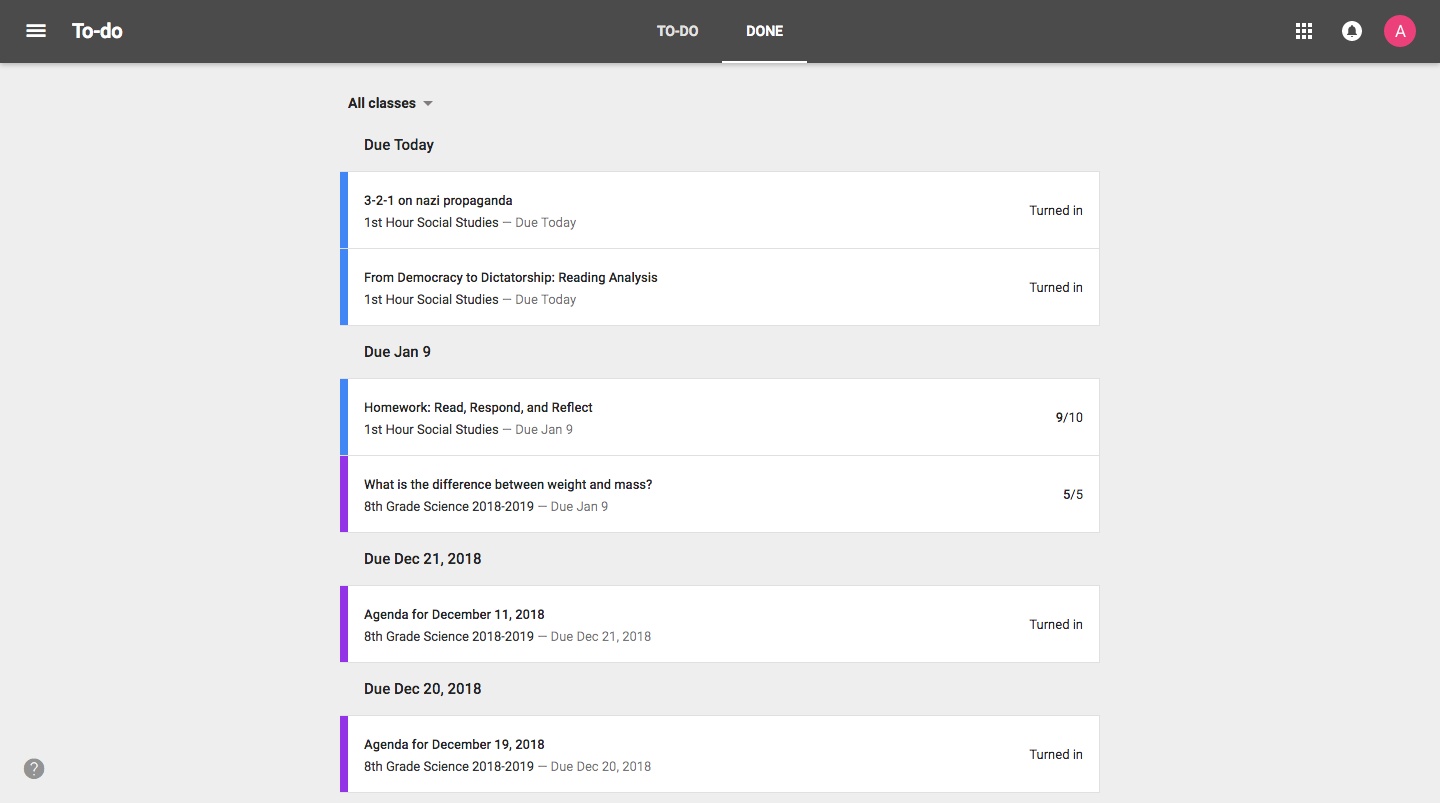 To-do
TO-DO
DONE
A
All classes
Due Today
3-2-1 on nazi propaganda
1st Hour Social Studies — Due Today
Turned in
From Democracy to Dictatorship: Reading Analysis
1st Hour Social Studies — Due Today
Turned in
Due Jan 9
Homework: Read, Respond, and Reflect
1st Hour Social Studies — Due Jan 9
9/10
What is the difference between weight and mass?
8th Grade Science 2018-2019 — Due Jan 9
5/5
Due Dec 21, 2018
Agenda for December 11, 2018
8th Grade Science 2018-2019 — Due Dec 21, 2018
Turned in
Due Dec 20, 2018
Agenda for December 19, 2018
8th Grade Science 2018-2019 — Due Dec 20, 2018
Turned in
?